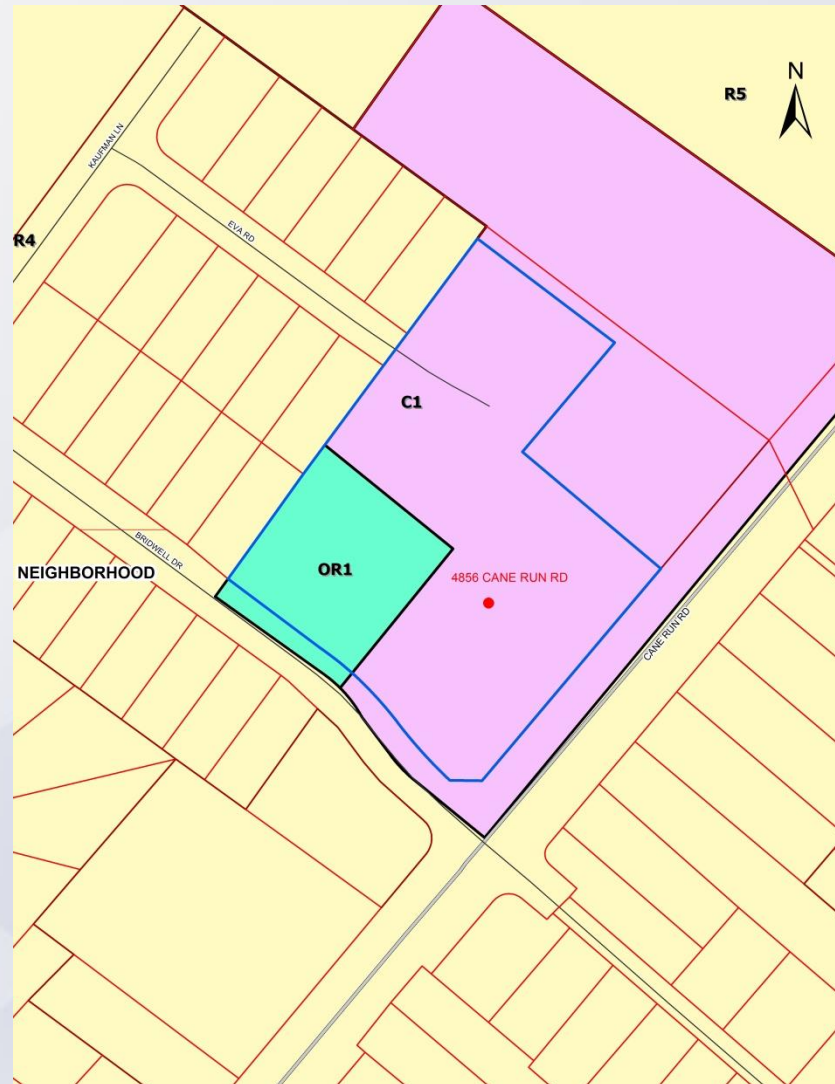 R5
N
KAUFMAN LN
EVA RD
R4
C1
BRIDWELL DR
NEIGHBORHOOD
OR1
4856 CANE RUN RD
CANE RUN RD